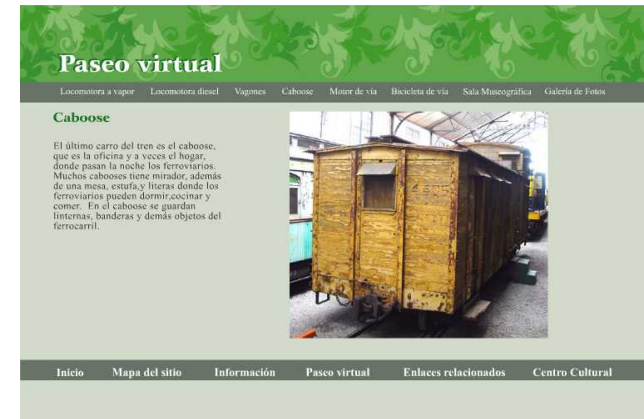 Paseo virtual
Locomotora a vapor Locomotora diesel Vagones Caboose Motor de vía Bicicleta de vía Sala Museográfica Galería de Fotos
Caboose
El último carro del tren es el caboose,
que es la oficina y a veces el hogar,
donde pasan la noche los ferroviarios.
Muchos cabooses tiene mirador, además
de una mesa, estufa,y literas donde los
ferroviarios pueden dormir,cocinar y
comer. En el caboose se guardan
linternas, banderas y demás objetos del
ferrocarril.
Inicio Mapa del sitio Información Paseo virtual Enlaces relacionados Centro Cultural